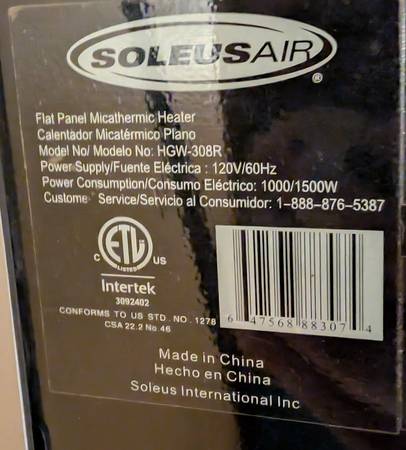 SOLEUSAIR
®
Flat Panel Micathermic Heater
Calentador Micatérmico Plano
Model No/ Modelo No: HGW-308R
Power Supply/Fuente Eléctrica : 120V/60Hz
Power Consumption/Consumo Eléctrico: 1000/1500W
Custome Service/Servicio al Consumidor: 1-888-876-5387
ETL
LISTED
C US
Intertek
3092402
CONFORMS TO US STD. NO. 1278
CSA 22.2 No.46
6 47568 88307 4
Made in China
Hecho en China
Soleus International Inc